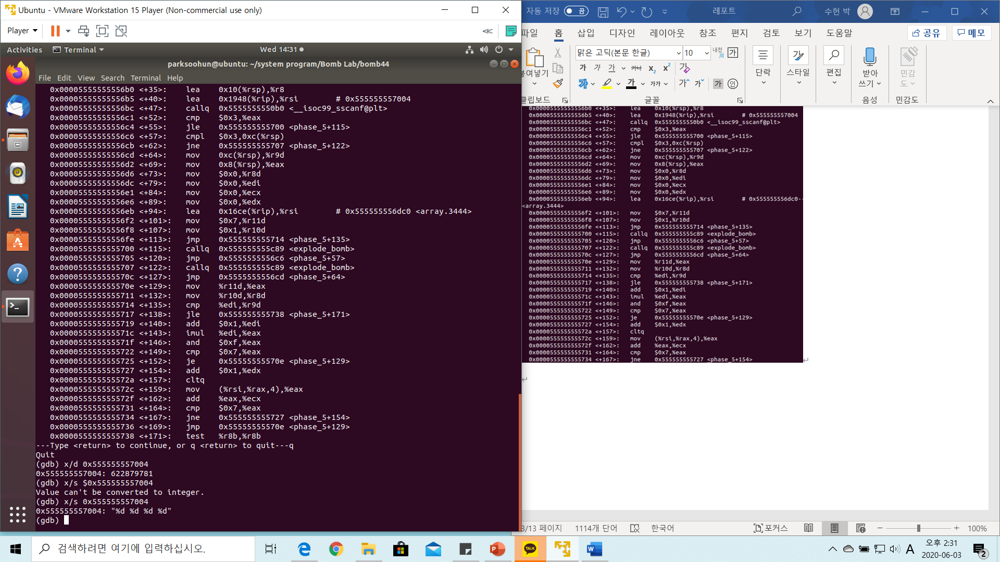 Ubuntu - VMware Workstation 15 Player (Non-commercial use only)
Player
Activities
Terminal
Wed 14:31
parksoohun@ubuntu: ~/system program/Bomb Lab/bomb44
File Edit View Search Terminal Help
0x00005555555556b0 <+35>: lea 0x10(%rsp),%r8
0x00005555555556b5 <+40>: lea 0x1948(%rip),%rsi # 0x555555557004
0x00005555555556bc <+47>: callq 0x5555555550b0 <__isoc99_sscanf@plt>
0x00005555555556c1 <+52>: cmp $0x3,%eax
0x00005555555556c4 <+55>: jle 0x555555555700 <phase_5+115>
0x00005555555556c6 <+57>: cmpl $0x3,0xc(%rsp)
0x00005555555556cb <+62>: jne 0x555555555707 <phase_5+122>
0x00005555555556cd <+64>: mov 0xc(%rsp),%r9d
0x00005555555556d2 <+69>: mov 0x8(%rsp),%eax
0x00005555555556d6 <+73>: mov $0x0,%r8d
0x00005555555556dc <+79>: mov $0x0,%edi
0x00005555555556e1 <+84>: mov $0x0,%ecx
0x00005555555556e6 <+89>: mov $0x0,%edx
0x00005555555556eb <+94>: lea 0x16ce(%rip),%rsi # 0x555555556dc0 <array.3444>
0x00005555555556f2 <+101>: mov $0x7,%r11d
0x00005555555556f8 <+107>: mov $0x1,%r10d
0x00005555555556fe <+113>: jmp 0x555555555714 <phase_5+135>
0x0000555555555700 <+115>: callq 0x555555555c89 <explode_bomb>
0x0000555555555705 <+120>: jmp 0x5555555556c6 <phase_5+57>
0x0000555555555707 <+122>: callq 0x555555555c89 <explode_bomb>
0x000055555555570c <+127>: jmp 0x5555555556cd <phase_5+64>
0x000055555555570e <+129>: mov %r11d,%eax
0x0000555555555711 <+132>: mov %r10d,%r8d
0x0000555555555714 <+135>: cmp %edi,%r9d
0x0000555555555717 <+138>: jle 0x555555555738 <phase_5+171>
0x0000555555555719 <+140>: add $0x1,%edi
0x000055555555571c <+143>: imul %edi,%eax
0x000055555555571f <+146>: and $0xf,%eax
0x0000555555555722 <+149>: cmp $0x7,%eax
0x0000555555555725 <+152>: je 0x55555555570e <phase_5+129>
0x0000555555555727 <+154>: add $0x1,%edx
0x000055555555572a <+157>: cltq
0x000055555555572c <+159>: mov (%rsi,%rax,4),%eax
0x000055555555572f <+162>: add %eax,%ecx
0x0000555555555731 <+164>: cmp $0x7,%eax
0x0000555555555734 <+167>: jne 0x555555555727 <phase_5+154>
0x0000555555555736 <+169>: jmp 0x55555555570e <phase_5+129>
0x0000555555555738 <+171>: test %r8b,%r8b
---Type <return> to continue, or q <return> to quit---q
Quit
(gdb) x/d 0x555555557004
0x555555557004: 622879781
(gdb) x/s $0x555555557004
Value can't be converted to integer.
(gdb) x/s 0x555555557004
0x555555557004: "%d %d %d %d"
(gdb)
자동 저장 끔
레포트
수헌 박
파일 홈 삽입 디자인 레이아웃 참조 편지 검토 보기 도움말
공유 메모
붙여넣기
맑은 고딕(본문 한글) 10 내천 가
가 가 가 가나 x₂ x² 가
가 가 가가 가 가 가 인
단락 스타일 편집 받아 쓰기 민감도
클립보드 글꼴 음성 민감도
0x00005555555556b0 <+35>: lea 0x10(%rsp),%r8
0x00005555555556b5 <+40>: lea 0x1948(%rip),%rsi # 0x555555557004
0x00005555555556bc <+47>: callq 0x5555555550b0 <__isoc99_sscanf@plt>
0x00005555555556c1 <+52>: cmp $0x3,%eax
0x00005555555556c4 <+55>: jle 0x555555555700 <phase_5+115>
0x00005555555556c6 <+57>: cmpl $0x3,0xc(%rsp)
0x00005555555556cb <+62>: jne 0x555555555707 <phase_5+122>
0x00005555555556cd <+64>: mov 0xc(%rsp),%r9d
0x00005555555556d2 <+69>: mov 0x8(%rsp),%eax
0x00005555555556d6 <+73>: mov $0x0,%r8d
0x00005555555556dc <+79>: mov $0x0,%edi
0x00005555555556e1 <+84>: mov $0x0,%ecx
0x00005555555556e6 <+89>: mov $0x0,%edx
0x00005555555556eb <+94>: lea 0x16ce(%rip),%rsi # 0x555555556dc0--
<array.3444>
0x00005555555556f2 <+101>: mov $0x7,%r11d
0x00005555555556f8 <+107>: mov $0x1,%r10d
0x00005555555556fe <+113>: jmp 0x555555555714 <phase_5+135>
0x0000555555555700 <+115>: callq 0x555555555c89 <explode_bomb>
0x0000555555555705 <+120>: jmp 0x5555555556c6 <phase_5+57>
0x0000555555555707 <+122>: callq 0x555555555c89 <explode_bomb>
0x000055555555570c <+127>: jmp 0x5555555556cd <phase_5+64>
0x000055555555570e <+129>: mov %r11d,%eax
0x0000555555555711 <+132>: mov %r10d,%r8d
0x0000555555555714 <+135>: cmp %edi,%r9d
0x0000555555555717 <+138>: jle 0x555555555738 <phase_5+171>
0x0000555555555719 <+140>: add $0x1,%edi
0x000055555555571c <+143>: imul %edi,%eax
0x000055555555571f <+146>: and $0xf,%eax
0x0000555555555722 <+149>: cmp $0x7,%eax
0x0000555555555725 <+152>: je 0x55555555570e <phase_5+129>
0x0000555555555727 <+154>: add $0x1,%edx
0x000055555555572a <+157>: cltq
0x000055555555572c <+159>: mov (%rsi,%rax,4),%eax
0x000055555555572f <+162>: add %eax,%ecx
0x0000555555555731 <+164>: cmp $0x7,%eax
0x0000555555555734 <+167>: jne 0x555555555727 <phase_5+154>
3/13 페이지 1114개 단어 한국어 포커스 100%
검색하려면 여기에 입력하십시오.
TALK
A
오후 2:31
2020-06-03
2